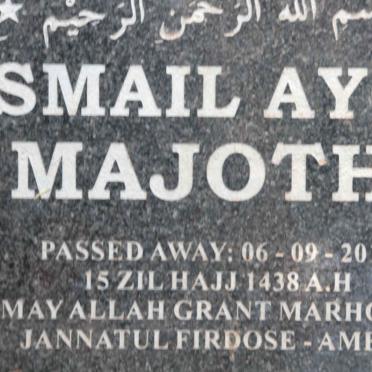 بسم الله الرحمن الرحيم
SMAIL AY
MAJOTH
PASSED AWAY: 06 - 09 - 20
15 ZIL HAJJ 1438 A.H
MAY ALLAH GRANT MARHO
JANNATUL FIRDOSE - AME